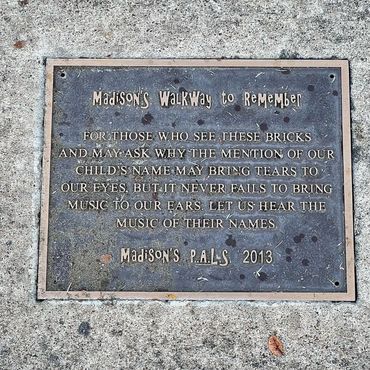 Madison's Walkway to Remember
FOR THOSE WHO SEE THESE BRICKS
AND MAY ASK WHY THE MENTION OF OUR
CHILD'S NAME MAY BRING TEARS TO
OUR EYES, BUT IT NEVER FAILS TO BRING
MUSIC TO OUR EARS. LET US HEAR THE
MUSIC OF THEIR NAMES.
Madison's P.A.L.S 2013